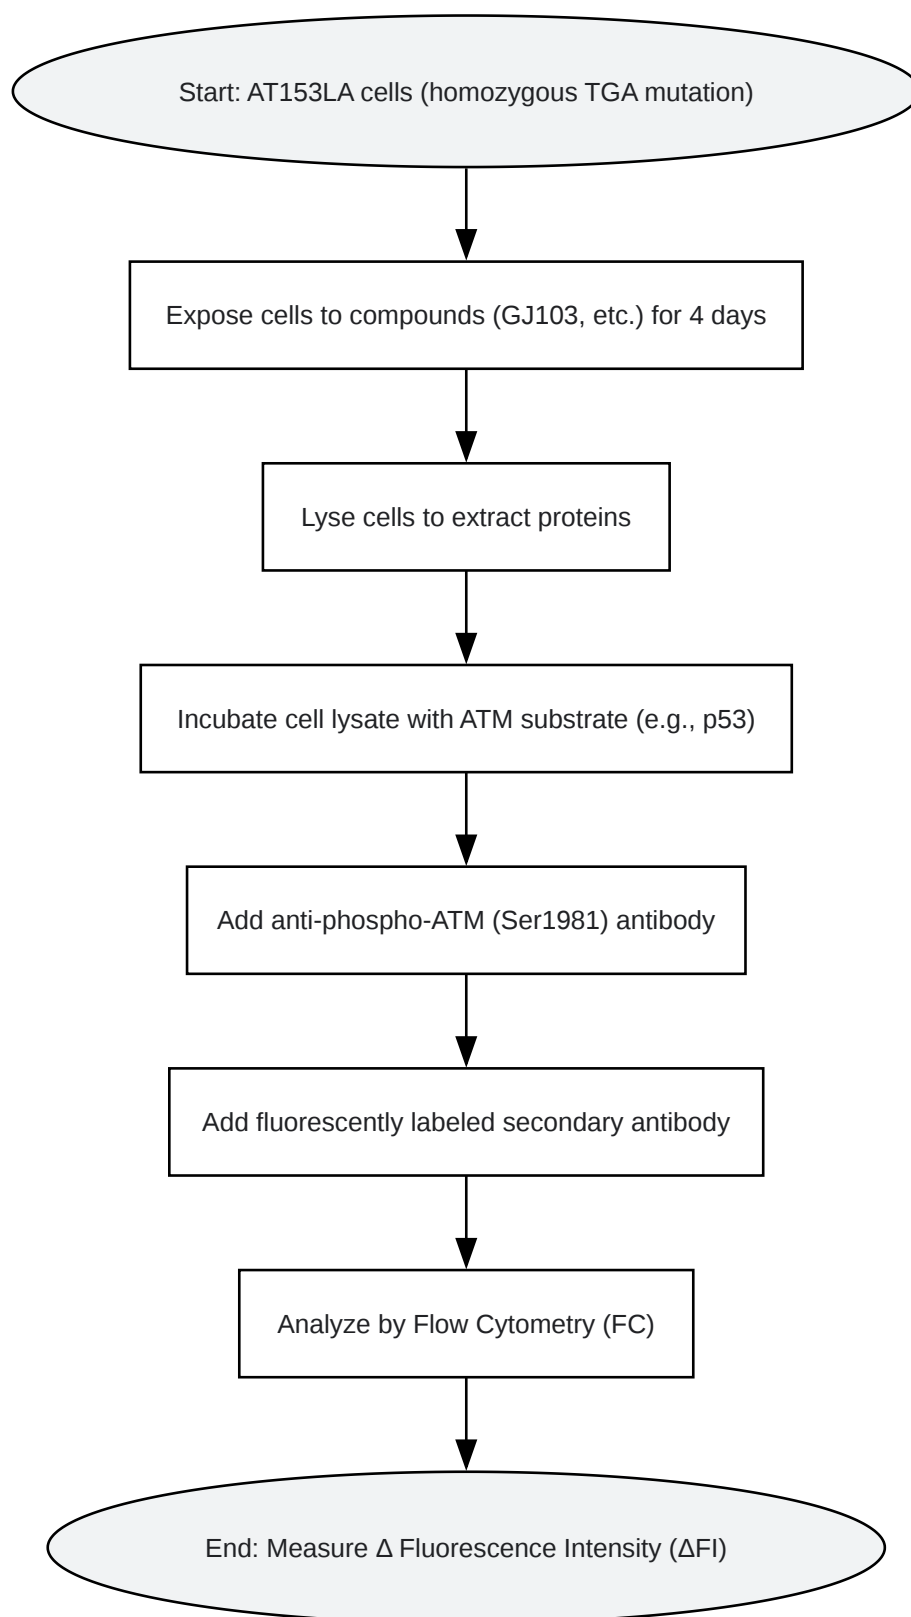 Start: AT153LA cells (homozygous TGA mutation)
Expose cells to compounds (GJ103, etc.) for 4 days
Lyse cells to extract proteins
Incubate cell lysate with ATM substrate (e.g., p53)
Add anti-phospho-ATM (Ser1981) antibody
Add fluorescently labeled secondary antibody
Analyze by Flow Cytometry (FC)
End: Measure Δ Fluorescence Intensity (ΔFI)